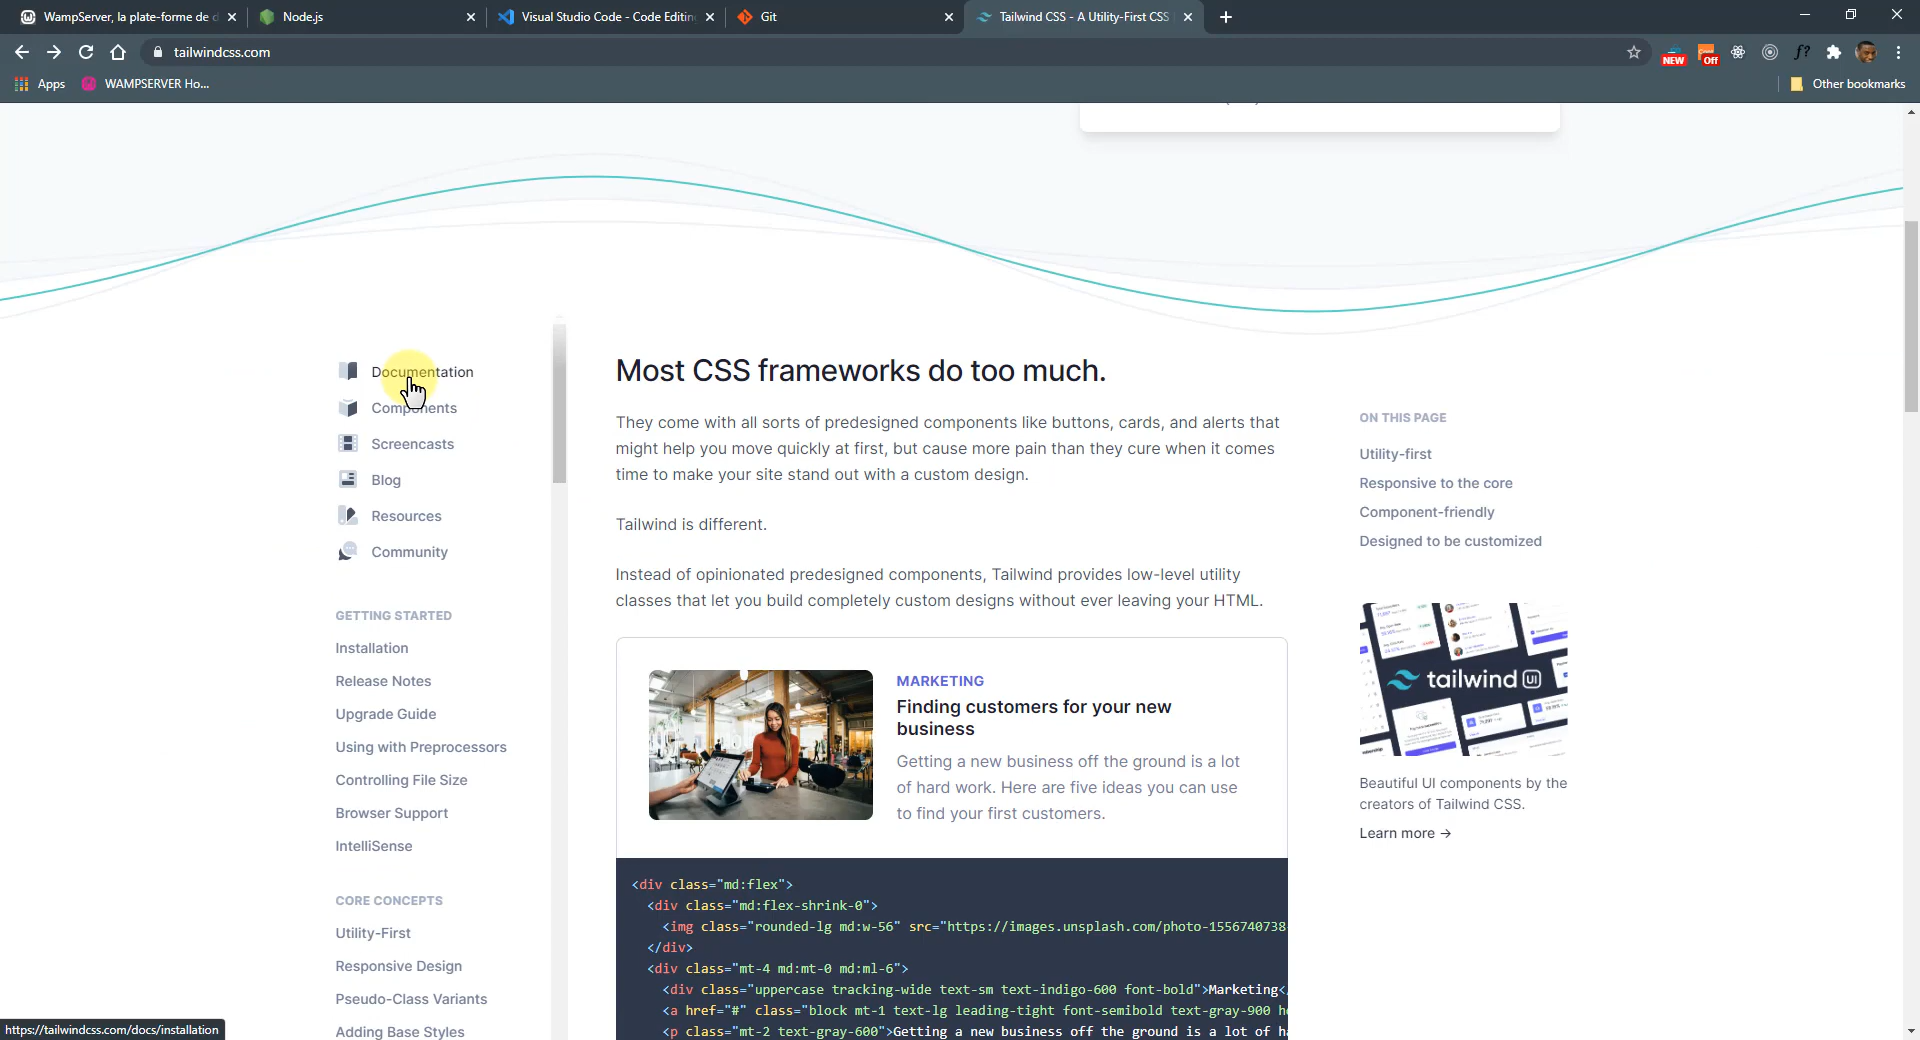 WampServer, la plate-forme de d
Node.js
Visual Studio Code - Code Editin
Git
Tailwind CSS - A Utility-First CSS
tailwindcss.com
NEW
Off
f?
Apps
WAMPSERVER Ho...
Other bookmarks
Documentation
Components
Screencasts
Blog
Resources
Community
GETTING STARTED
Installation
Release Notes
Upgrade Guide
Using with Preprocessors
Controlling File Size
Browser Support
IntelliSense
CORE CONCEPTS
Utility-First
Responsive Design
Pseudo-Class Variants
Adding Base Styles
Most CSS frameworks do too much.
They come with all sorts of predesigned components like buttons, cards, and alerts that
might help you move quickly at first, but cause more pain than they cure when it comes
time to make your site stand out with a custom design.
Tailwind is different.
Instead of opinionated predesigned components, Tailwind provides low-level utility
classes that let you build completely custom designs without ever leaving your HTML.
MARKETING
Finding customers for your new
business
Getting a new business off the ground is a lot
of hard work. Here are five ideas you can use
to find your first customers.
<div class="md:flex">
<div class="md:flex-shrink-0">
<img class="rounded-lg md:w-56" src="https://images.unsplash.com/photo-1556740738
</div>
<div class="mt-4 md:mt-0 md:ml-6">
<div class="uppercase tracking-wide text-sm text-indigo-600 font-bold">Marketing<
<a href="#" class="block mt-1 text-lg leading-tight font-semibold text-gray-900 h
<p class="mt-2 text-gray-600">Getting a new business off the ground is a lot of h
ON THIS PAGE
Utility-first
Responsive to the core
Component-friendly
Designed to be customized
tailwind UI
Beautiful UI components by the
creators of Tailwind CSS.
Learn more →
https://tailwindcss.com/docs/installation